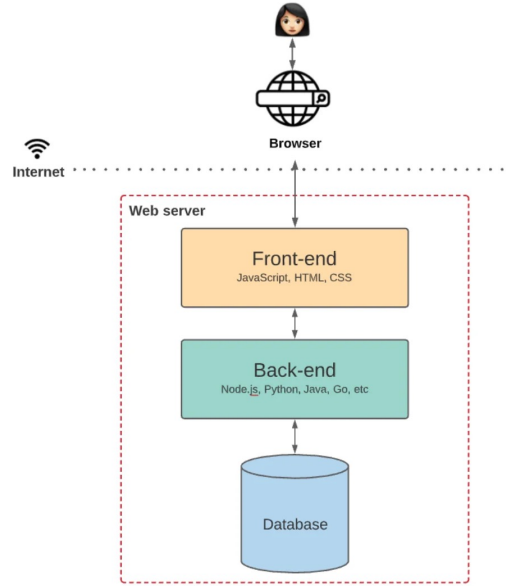 Browser
Internet
Web server
Front-end
JavaScript, HTML, CSS
Back-end
Node.js, Python, Java, Go, etc
Database